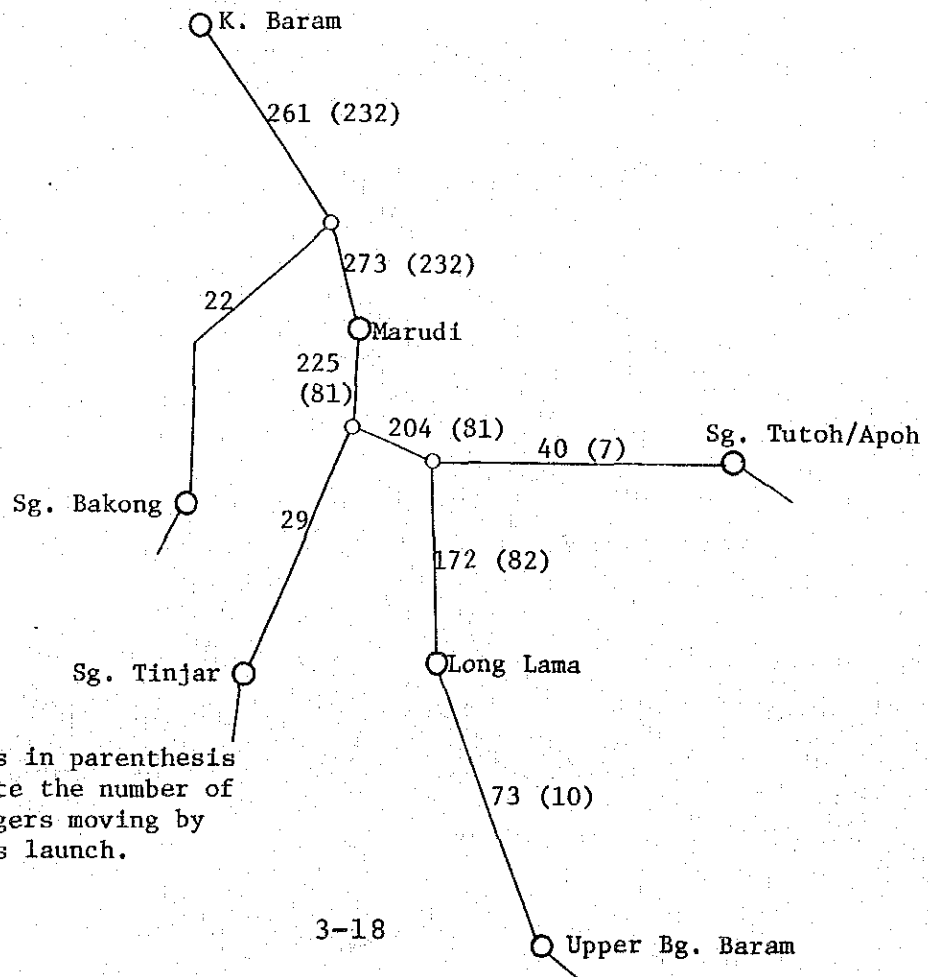 K. Baram
261 (232)
273 (232)
22
Marudi
225
(81)
204 (81)
Sg. Tutoh/Apoh
40 (7)
Sg. Bakong
29
172 (82)
Sg. Tinjar
Long Lama
in parenthesis
the number of
moving by
launch.
73 (10)
3-18
Upper Bg. Baram